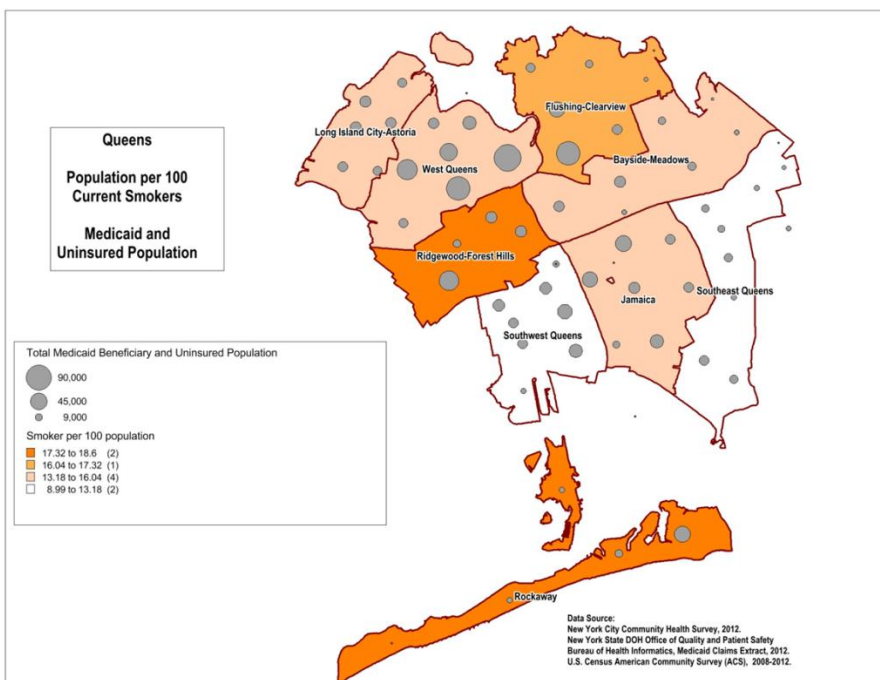 Queens
Population per 100
Current Smokers
Medicaid and
Uninsured Population
Flushing-Clearview
Long Island City-Astoria
Bayside-Meadows
West Queens
Ridgewood-Forest Hills
Southeast Queens
Jamaica
Southwest Queens
Total Medicaid Beneficiary and Uninsured Population
90,000
45,000
9,000
Smoker per 100 population
17.32 to 18.6 (2)
16.04 to 17.32 (1)
13.18 to 16.04 (4)
8.99 to 13.18 (2)
Rockaway
Data Source:
New York City Community Health Survey, 2012.
New York State DOH Office of Quality and Patient Safety
Bureau of Health Informatics, Medicaid Claims Extract, 2012.
U.S. Census American Community Survey (ACS), 2008-2012.